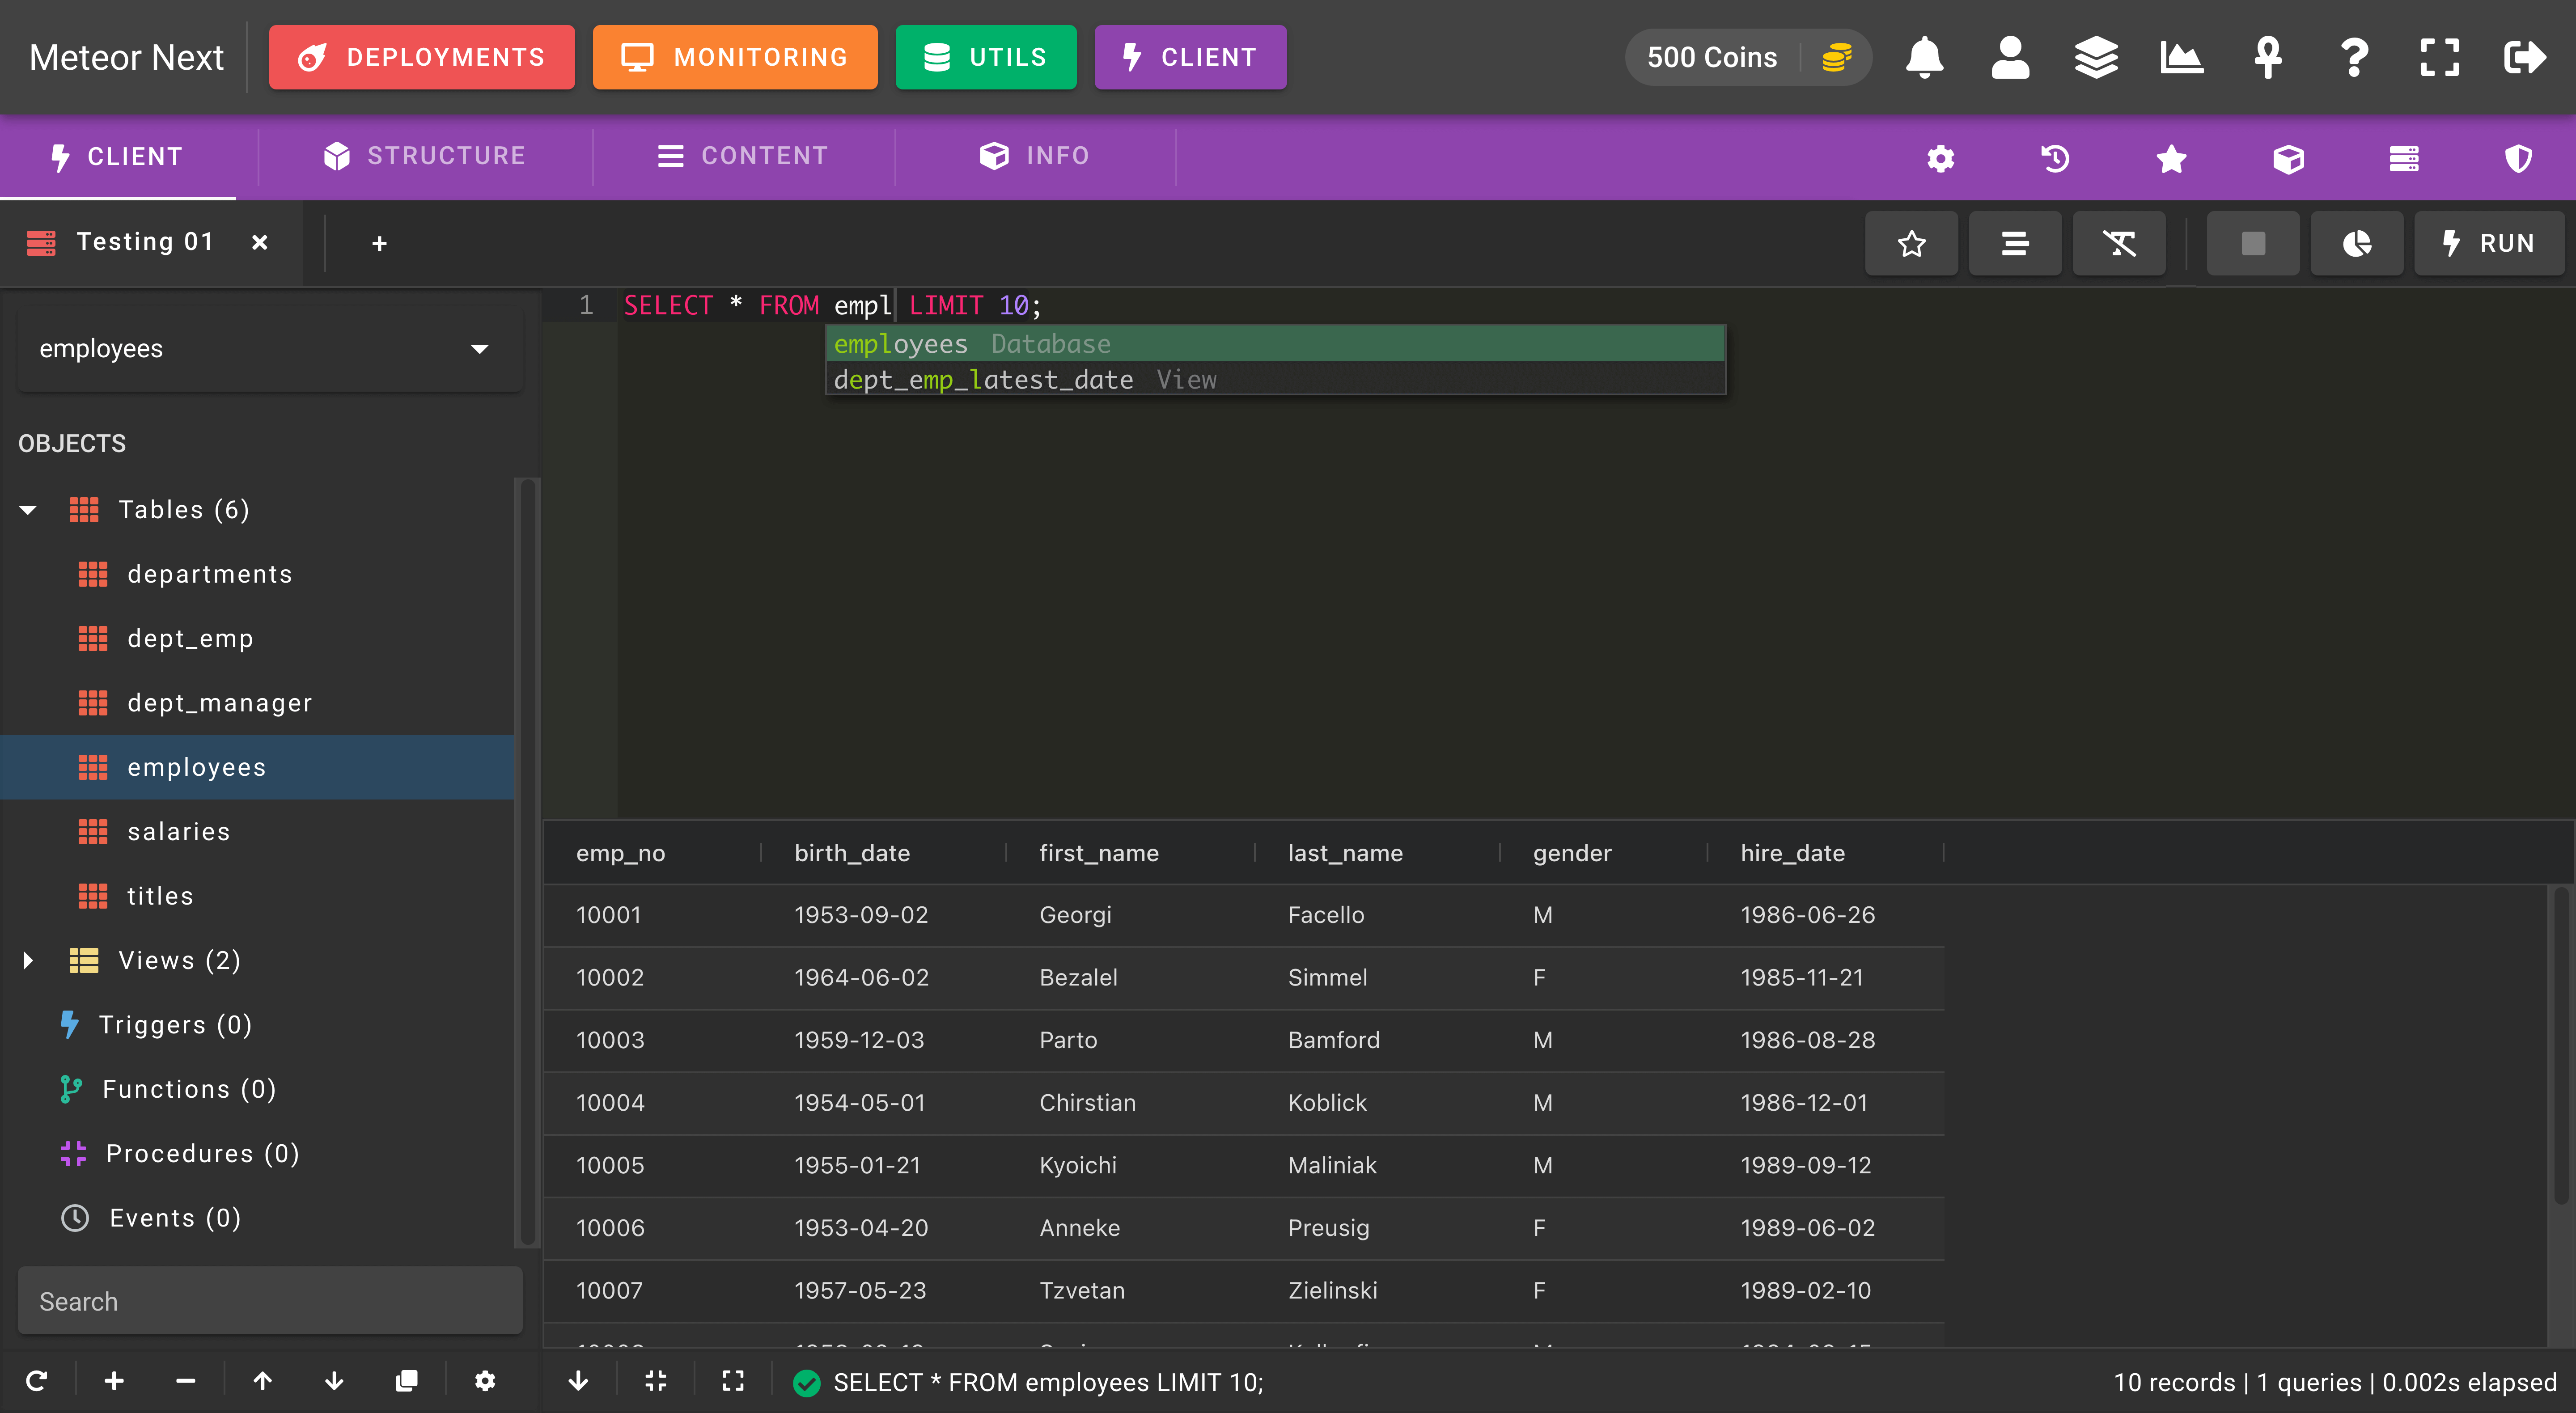 Meteor Next DEPLOYMENTS MONITORING UTILS CLIENT 500 Coins
CLIENT STRUCTURE CONTENT INFO
Testing 01 RUN
employees
OBJECTS
Tables (6)
departments
dept_emp
dept_manager
employees
salaries
titles
Views (2)
Triggers (0)
Functions (0)
Procedures (0)
Events (0)
Search
1 SELECT * FROM empl LIMIT 10;
employees Database
dept_emp_latest_date View
emp_no birth_date first_name last_name gender hire_date
10001 1953-09-02 Georgi Facello M 1986-06-26
10002 1964-06-02 Bezalel Simmel F 1985-11-21
10003 1959-12-03 Parto Bamford M 1986-08-28
10004 1954-05-01 Chirstian Koblick M 1986-12-01
10005 1955-01-21 Kyoichi Maliniak M 1989-09-12
10006 1953-04-20 Anneke Preusig F 1989-06-02
10007 1957-05-23 Tzvetan Zielinski F 1989-02-10
SELECT * FROM employees LIMIT 10;
10 records | 1 queries | 0.002s elapsed